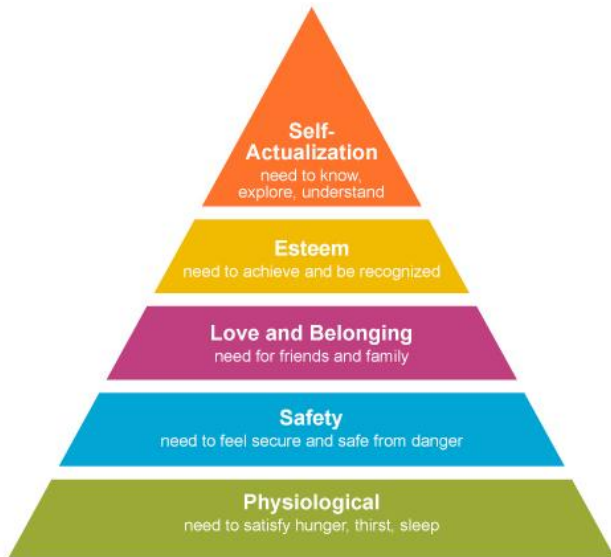 Self-
Actualization
need to know,
explore, understand
Esteem
need to achieve and be recognized
Love and Belonging
need for friends and family
Safety
need to feel secure and safe from danger
Physiological
need to satisfy hunger, thirst, sleep